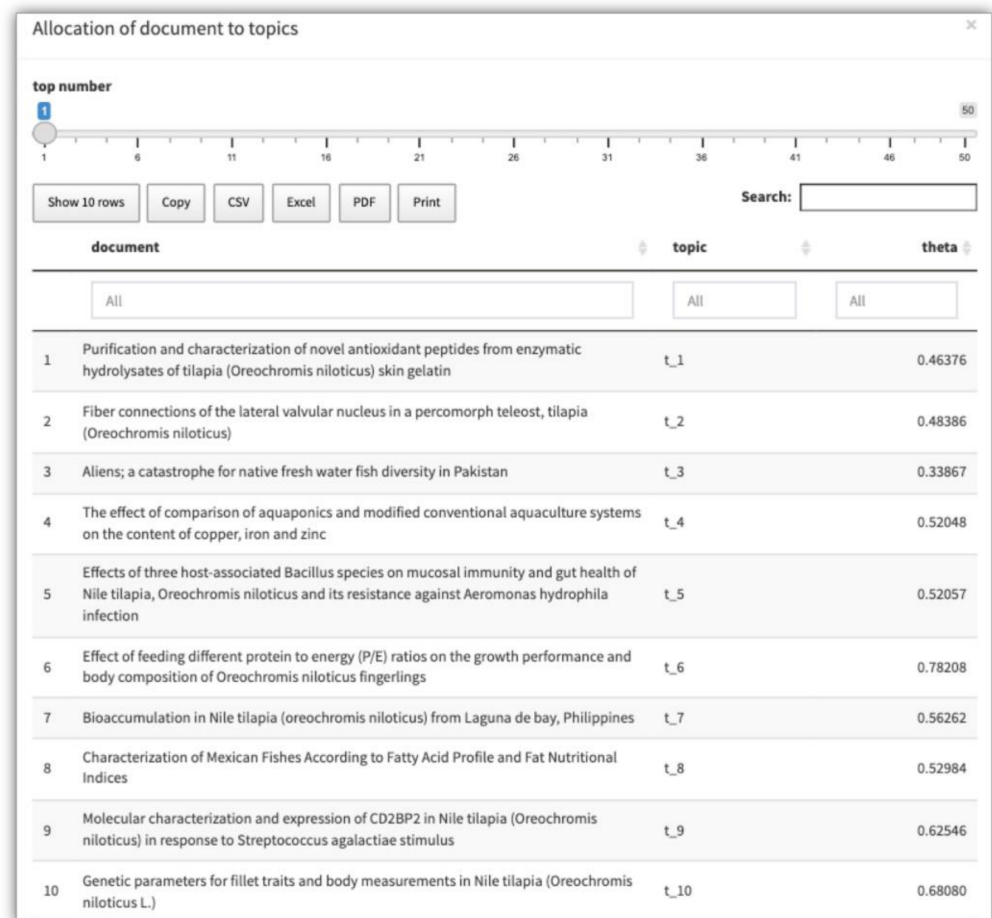 Allocation of document to topics
×
top number
1
50
1 6 11 16 21 26 31 36 41 46 50
Show 10 rows Copy CSV Excel PDF Print Search:
document topic theta
All All All
1 Purification and characterization of novel antioxidant peptides from enzymatic
hydrolysates of tilapia (Oreochromis niloticus) skin gelatin t_1 0.46376
2 Fiber connections of the lateral valvular nucleus in a percomorph teleost, tilapia
(Oreochromis niloticus) t_2 0.48386
3 Aliens; a catastrophe for native fresh water fish diversity in Pakistan t_3 0.33867
4 The effect of comparison of aquaponics and modified conventional aquaculture systems
on the content of copper, iron and zinc t_4 0.52048
5 Effects of three host-associated Bacillus species on mucosal immunity and gut health of
Nile tilapia, Oreochromis niloticus and its resistance against Aeromonas hydrophila
infection t_5 0.52057
6 Effect of feeding different protein to energy (P/E) ratios on the growth performance and
body composition of Oreochromis niloticus fingerlings t_6 0.78208
7 Bioaccumulation in Nile tilapia (oreochromis niloticus) from Laguna de bay, Philippines t_7 0.56262
8 Characterization of Mexican Fishes According to Fatty Acid Profile and Fat Nutritional
Indices t_8 0.52984
9 Molecular characterization and expression of CD2BP2 in Nile tilapia (Oreochromis
niloticus) in response to Streptococcus agalactiae stimulus t_9 0.62546
10 Genetic parameters for fillet traits and body measurements in Nile tilapia (Oreochromis
niloticus L.) t_10 0.68080